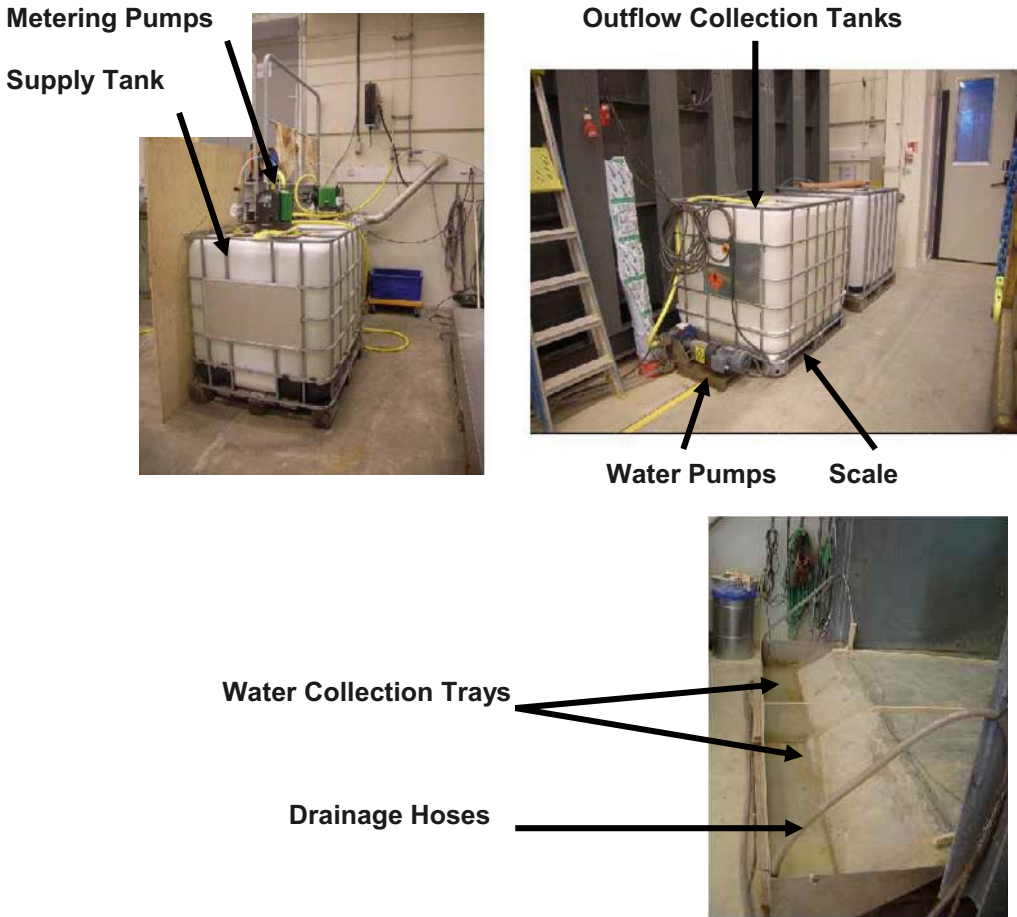 Metering Pumps
Supply Tank
Outflow Collection Tanks
Water Pumps
Scale
Water Collection Trays
Drainage Hoses